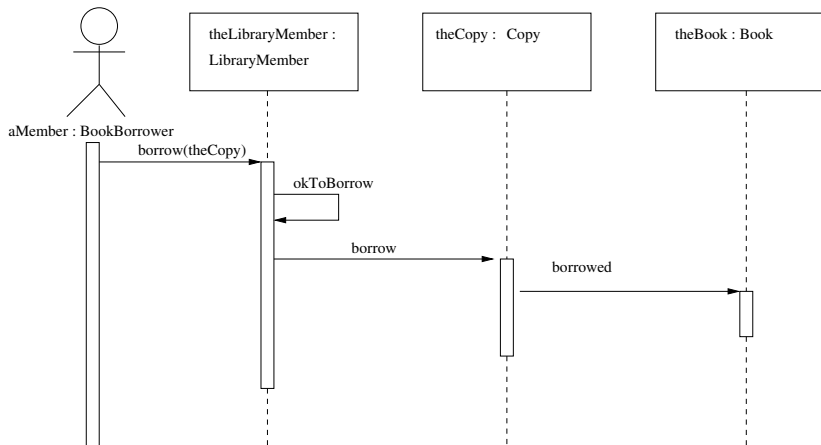 theLibraryMember :
LibraryMember
theCopy : Copy
theBook : Book
aMember : BookBorrower
borrow(theCopy)
okToBorrow
borrow
borrowed